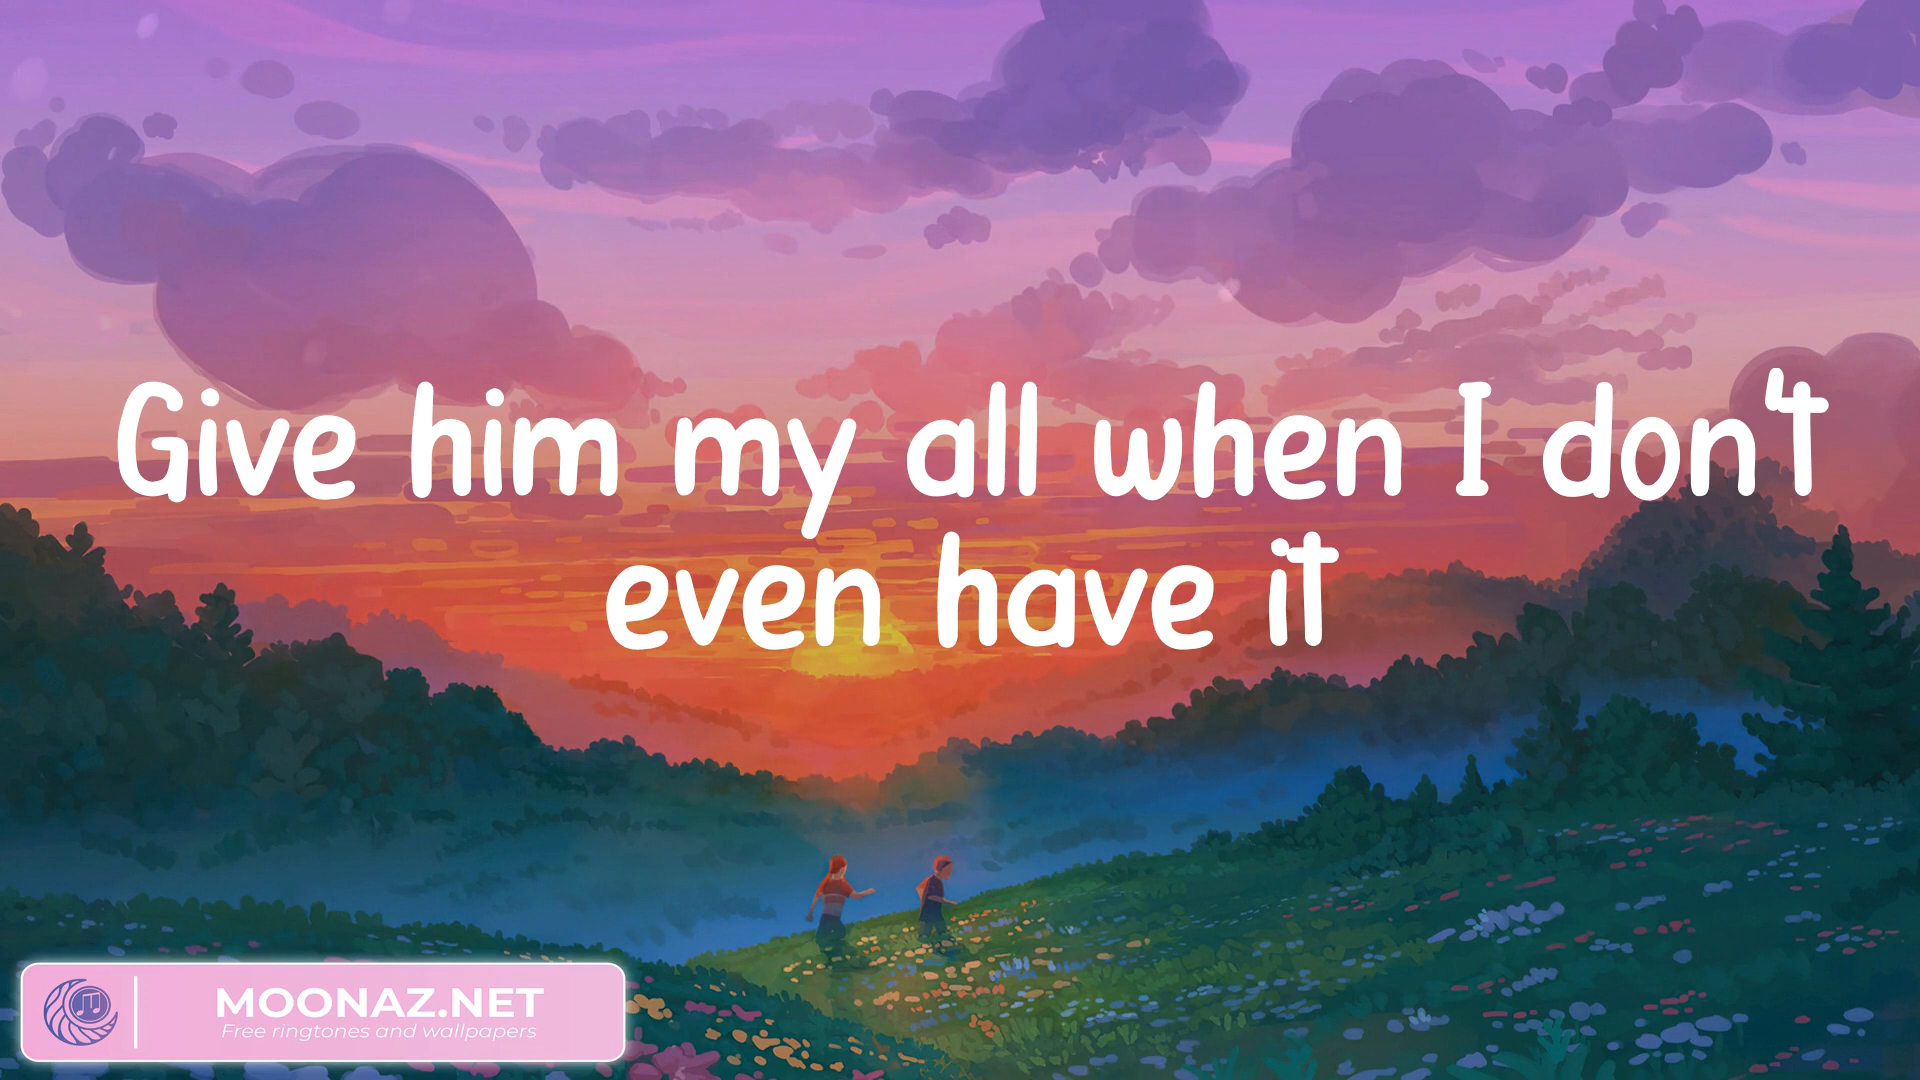 Give him my all when I don't
even have it
MOONAZ.NET
Free ringtones and wallpapers